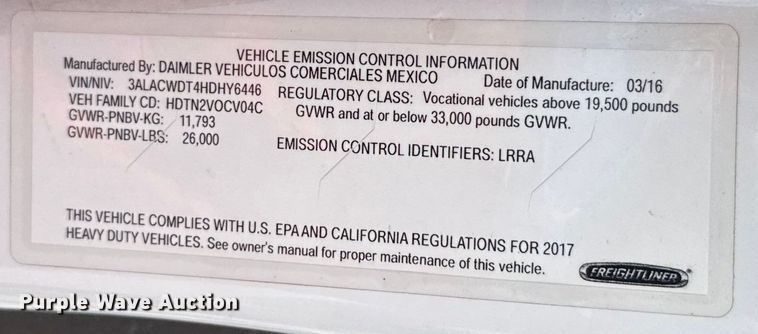 VEHICLE EMISSION CONTROL INFORMATION
Manufactured By: DAIMLER VEHICULOS COMERCIALES MEXICO Date of Manufacture: 03/16
VIN/NIV: 3ALACWDT4HDHY6446 REGULATORY CLASS: Vocational vehicles above 19,500 pounds
VEH FAMILY CD: HDTN2VOCV04C GVWR and at or below 33,000 pounds GVWR.
GVWR-PNBV-KG: 11,793
GVWR-PNBV-LBS: 26,000 EMISSION CONTROL IDENTIFIERS: LRRA
THIS VEHICLE COMPLIES WITH U.S. EPA AND CALIFORNIA REGULATIONS FOR 2017
HEAVY DUTY VEHICLES. See owner's manual for proper maintenance of this vehicle.
FREIGHTLINER
Purple Wave Auction